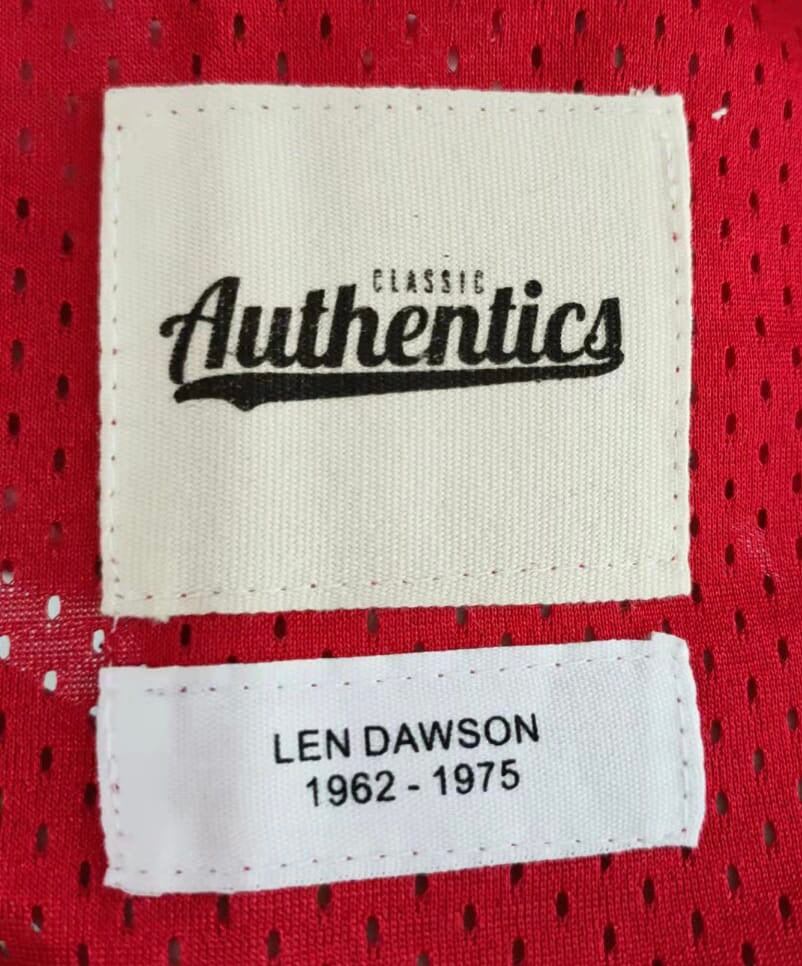 CLASSIC
Authentics
LEN DAWSON
1962 - 1975